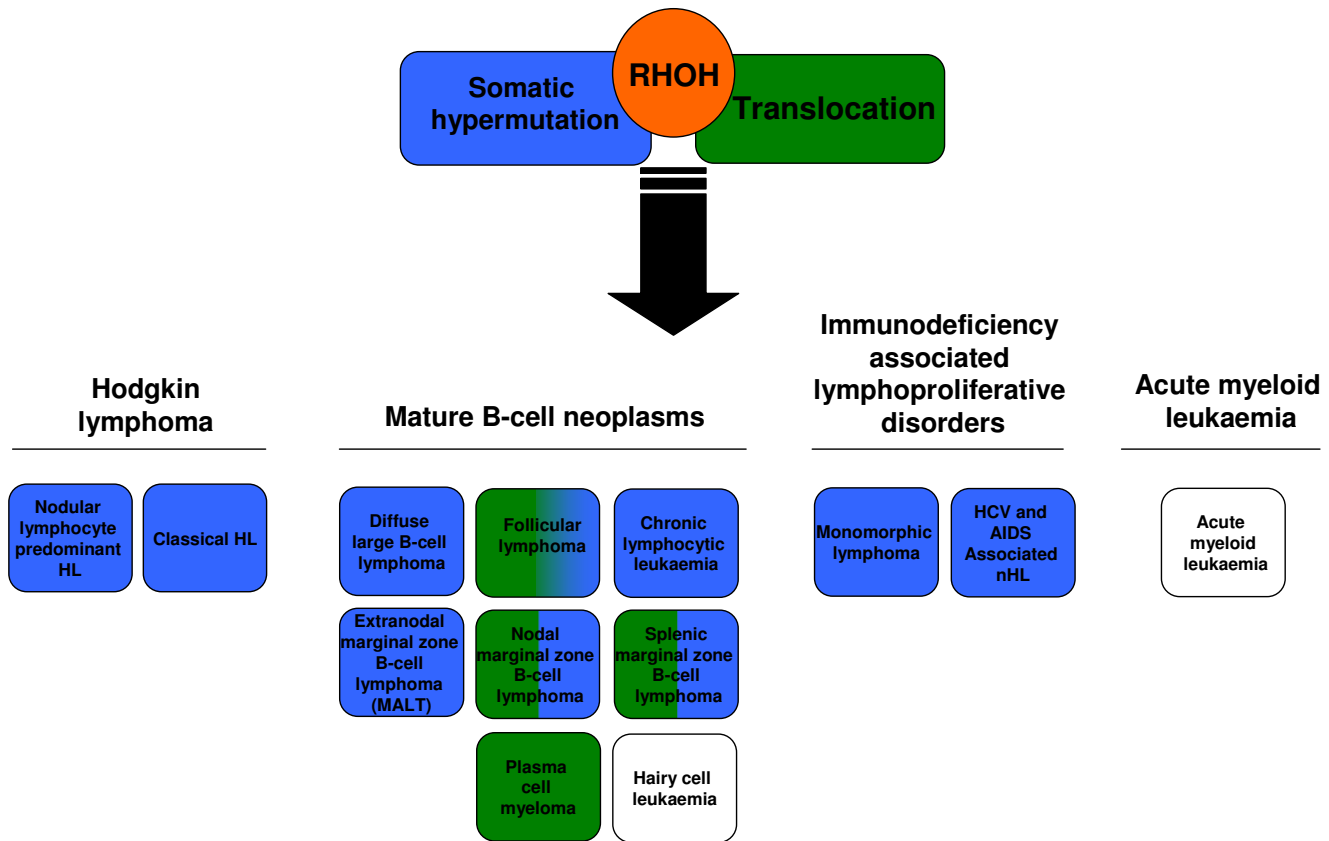 RHOH
Somatic
hypermutation
Translocation
Hodgkin
lymphoma
Mature B-cell neoplasms
Immunodeficiency
associated
lymphoproliferative
disorders
Acute myeloid
leukaemia
Nodular
lymphocyte
predominant
HL
Classical HL
Diffuse
large B-cell
lymphoma
Follicular
lymphoma
Chronic
lymphocytic
leukaemia
Extranodal
marginal zone
B-cell
lymphoma
(MALT)
Nodal
marginal zone
B-cell
lymphoma
Splenic
marginal zone
B-cell
lymphoma
Plasma
cell
myeloma
Hairy cell
leukaemia
Monomorphic
lymphoma
HCV and
AIDS
Associated
nHL
Acute
myeloid
leukaemia